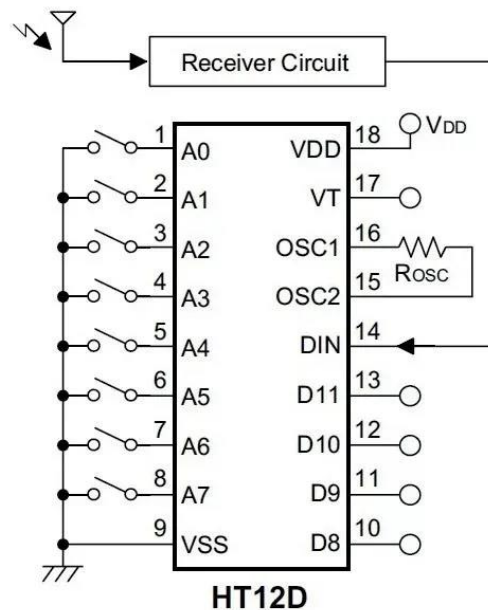 Receiver Circuit
1 A0 VDD 18 VDD
2 A1 VT 17
3 A2 OSC1 16
ROSC
4 A3 OSC2 15
5 A4 DIN 14
6 A5 D11 13
7 A6 D10 12
8 A7 D9 11
9 VSS D8 10
HT12D